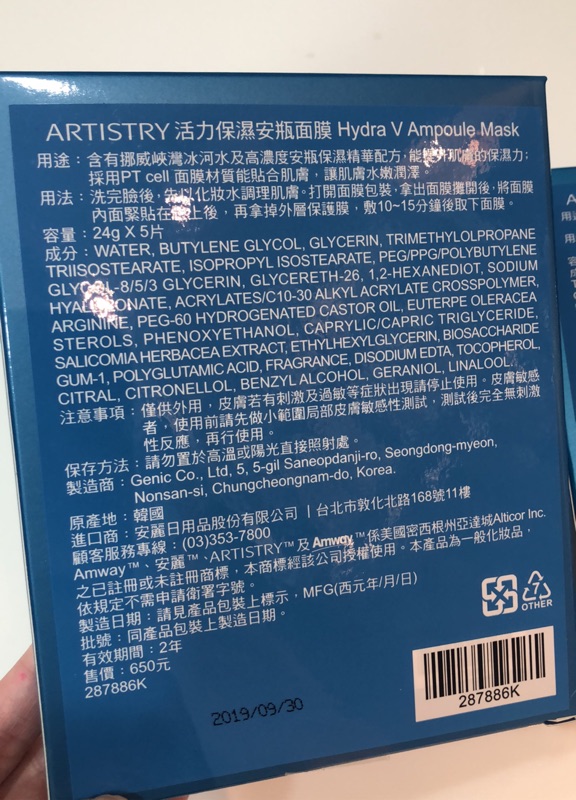 ARTISTRY 活力保濕安瓶面膜 Hydra V Ampoule Mask
用途：含有挪威峽灣冰河水及高濃度安瓶保濕精華配方，能 肌膚的保濕力；
採用PT cell 面膜材質能貼合肌膚，讓肌膚水嫩潤澤。
用法：洗完臉後，先以化妝水調理肌膚。打開面膜包裝，拿出面膜攤開後，將面膜
內面緊貼在 上後，再拿掉外層保護膜，敷10~15分鐘後取下面膜。
容量：24g X 5片
成分：WATER, BUTYLENE GLYCOL, GLYCERIN, TRIMETHYLOLPROPANE
TRIISOSTEARATE, ISOPROPYL ISOSTEARATE, PEG/PPG/POLYBUTYLENE
GLYCOL-8/5/3 GLYCERIN, GLYCERETH-26, 1,2-HEXANEDIOT, SODIUM
HYALURONATE, ACRYLATES/C10-30 ALKYL ACRYLATE CROSSPOLYMER,
ARGININE, PEG-60 HYDROGENATED CASTOR OIL, EUTERPE OLERACEA
STEROLS, PHENOXYETHANOL, CAPRYLIC/CAPRIC TRIGLYCERIDE,
SALICOMIA HERBACEA EXTRACT, ETHYLHEXYLGLYCERIN, BIOSACCHARIDE
GUM-1, POLYGLUTAMIC ACID, FRAGRANCE, DISODIUM EDTA, TOCOPHEROL,
CITRAL, CITRONELLOL, BENZYL ALCOHOL, GERANIOL, LINALOOL.
注意事項：僅供外用，皮膚若有刺激及過敏等症狀出現請停止使用。皮膚敏感
者，使用前請先做小範圍局部皮膚敏感性測試，測試後完全無刺激
性反應，再行使用。
保存方法：請勿置於高溫或陽光直接照射處。
製造商：Genic Co., Ltd, 5, 5-gil Saneopdanji-ro, Seongdong-myeon,
Nonsan-si, Chungcheongnam-do, Korea.
原產地：韓國
進口商：安麗日用品股份有限公司 | 台北市敦化北路168號11樓
顧客服務專線：(03)353-7800
Amway™、安麗™、ARTISTRY™及Amway™係美國密西根州亞達城Alticor Inc.
之已註冊或未註冊商標，本商標經該公司授權使用。本產品為一般化妝品，
依規定不需申請衛署字號。
製造日期：請見產品包裝上標示，MFG(西元年/月/日)
批號：同產品包裝上製造日期。
有效期間：2年
售價：650元
287886K
2019/09/30
7
OTHER
287886K